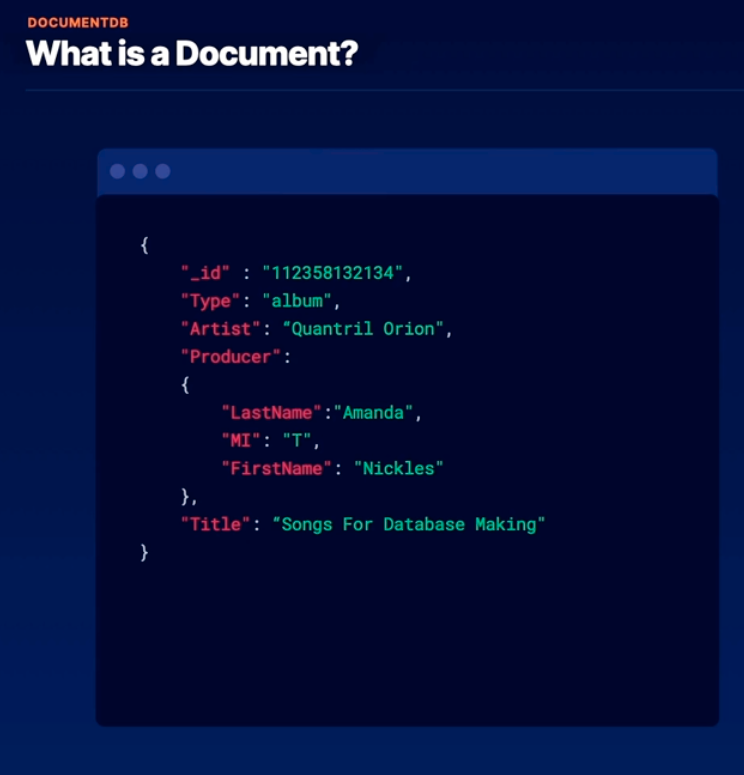 DOCUMENTDB
What is a Document?
{
"_id" : "112358132134",
"Type": "album",
"Artist": “Quantril Orion",
"Producer":
{
"LastName":"Amanda",
"MI": "T",
"FirstName": "Nickles"
},
"Title": “Songs For Database Making"
}